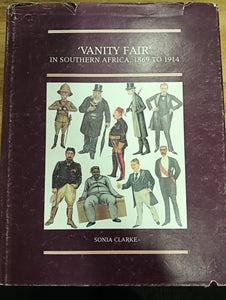 'VANITY FAIR'
IN SOUTHERN AFRICA, 1869 TO 1914
SONIA CLARKE